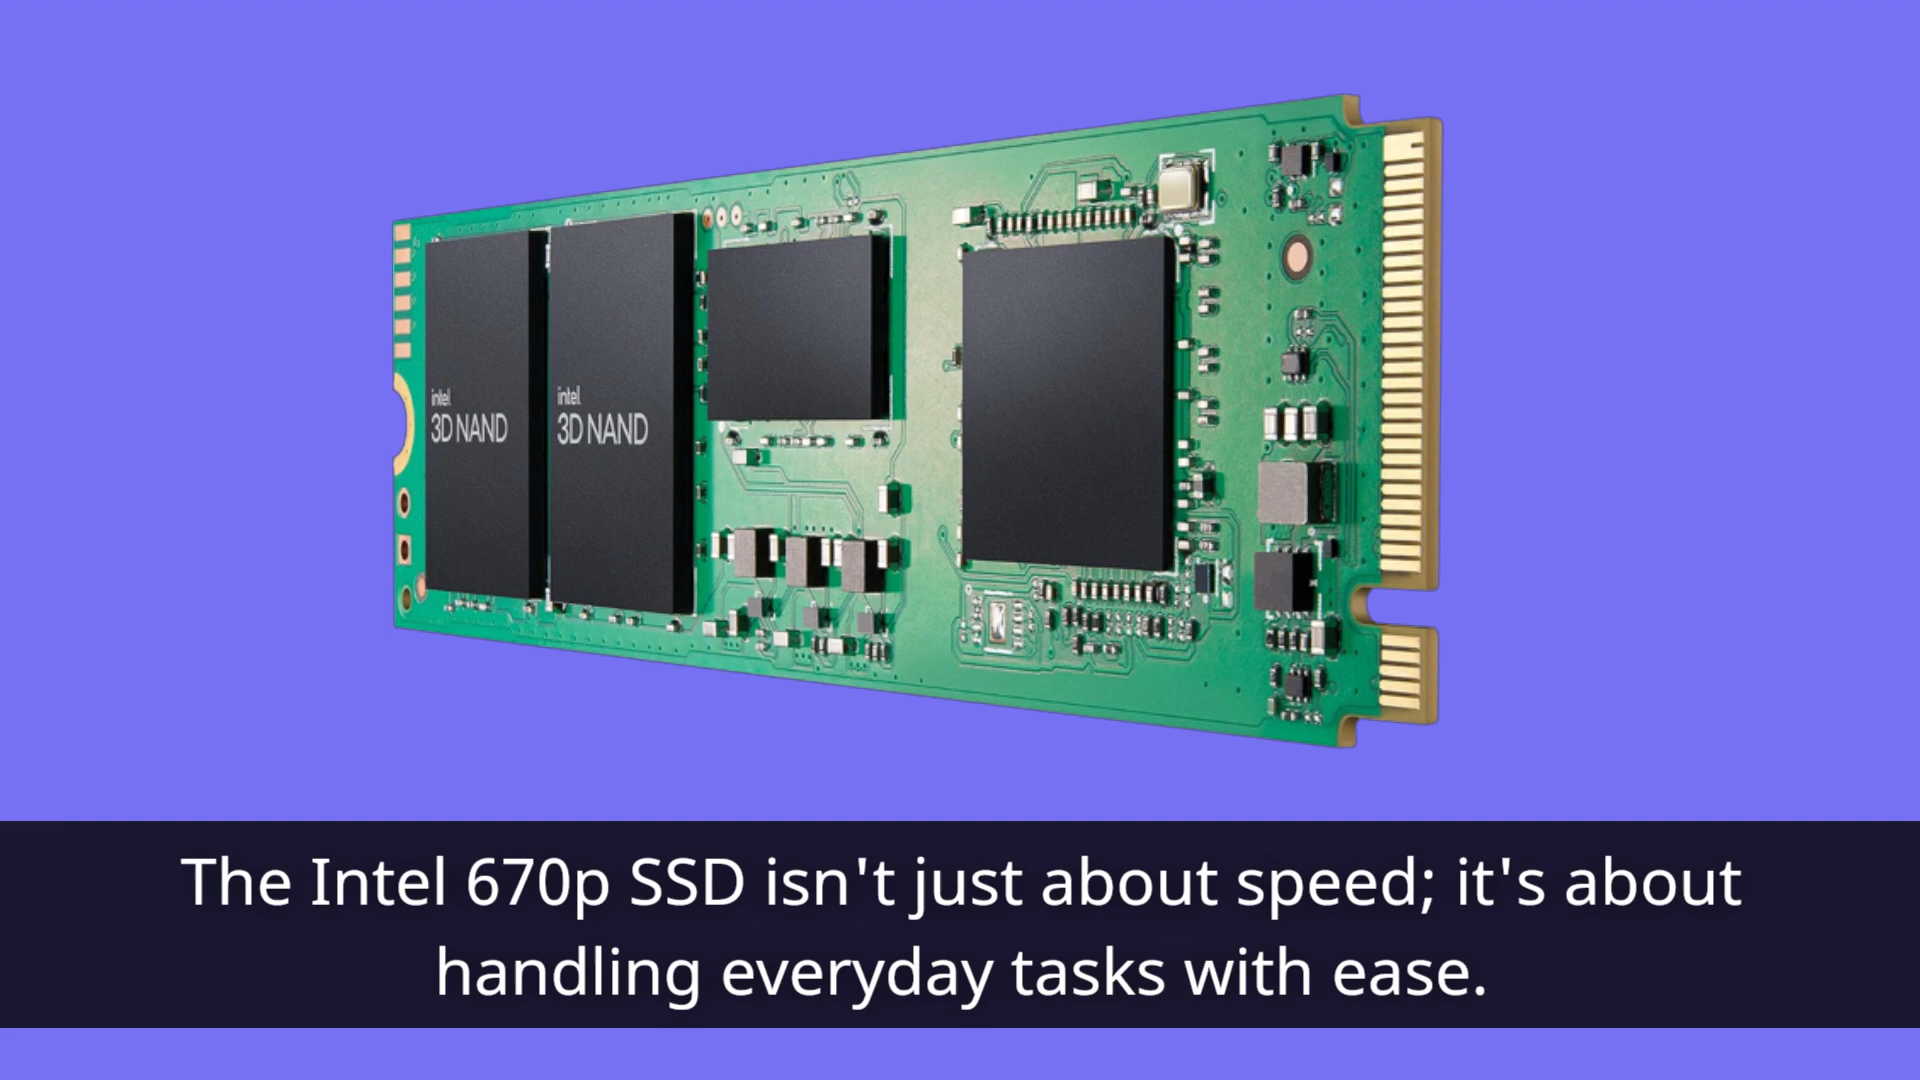 intel
3D NAND
intel
3D NAND
The Intel 670p SSD isn't just about speed; it's about
handling everyday tasks with ease.